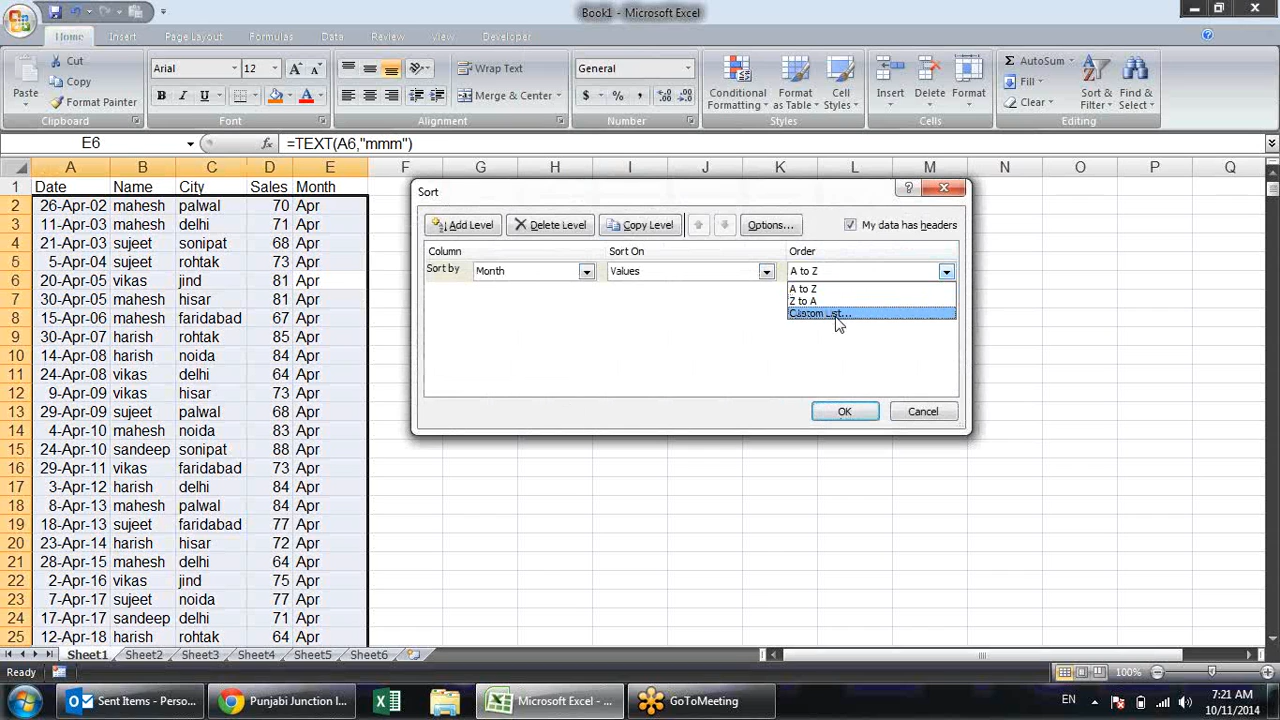 Book1 - Microsoft Excel
Home Insert Page Layout Formulas Data Review View Developer
Cut
Copy
Format Painter
Paste
Clipboard
Arial 12
B I U
Font
Wrap Text
Merge & Center
Alignment
General
$ % ,
Number
Conditional Formatting
Format as Table
Cell Styles
Styles
Insert Delete Format
Cells
AutoSum
Fill
Clear
Sort & Filter
Find & Select
Editing
E6 fx =TEXT(A6,"mmm")
A B C D E F G H I J K L M N O P Q
1 Date Name City Sales Month
2 26-Apr-02 mahesh palwal 70 Apr
3 11-Apr-03 mahesh delhi 71 Apr
4 21-Apr-03 sujeet sonipat 68 Apr
5 5-Apr-04 sujeet rohtak 73 Apr
6 20-Apr-05 vikas jind 81 Apr
7 30-Apr-05 mahesh hisar 81 Apr
8 15-Apr-06 mahesh faridabad 67 Apr
9 30-Apr-07 harish rohtak 85 Apr
10 14-Apr-08 harish noida 84 Apr
11 24-Apr-08 vikas delhi 64 Apr
12 9-Apr-09 vikas hisar 73 Apr
13 29-Apr-09 sujeet palwal 68 Apr
14 4-Apr-10 mahesh noida 83 Apr
15 24-Apr-10 sandeep sonipat 88 Apr
16 29-Apr-11 vikas faridabad 73 Apr
17 3-Apr-12 harish delhi 84 Apr
18 8-Apr-13 mahesh palwal 84 Apr
19 18-Apr-13 sujeet faridabad 77 Apr
20 23-Apr-14 harish hisar 72 Apr
21 28-Apr-15 mahesh delhi 64 Apr
22 2-Apr-16 vikas jind 75 Apr
23 7-Apr-17 sujeet noida 77 Apr
24 17-Apr-17 sandeep delhi 71 Apr
25 12-Apr-18 harish rohtak 64 Apr
Sort
Add Level Delete Level Copy Level Options... My data has headers
Column Sort On Order
Sort by Month Values A to Z
A to Z
Z to A
Custom List...
OK Cancel
Sheet1 Sheet2 Sheet3 Sheet4 Sheet5 Sheet6
Ready 100%
Sent Items - Perso... Punjabi Junction I... Microsoft Excel - ... GoToMeeting EN 7:21 AM
10/11/2014